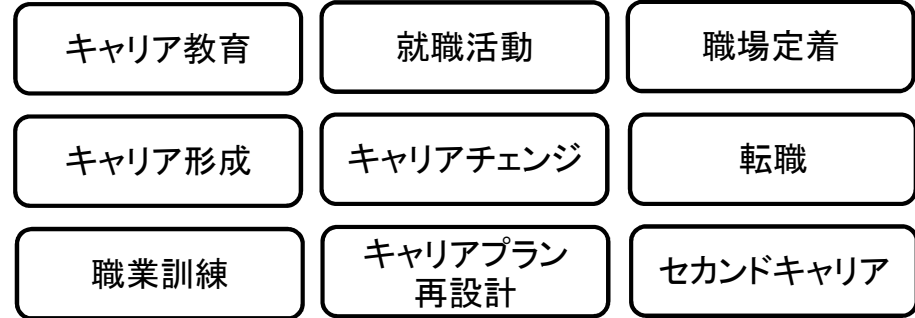 キャリア教育
就職活動
職場定着
キャリア形成
キャリアチェンジ
転職
職業訓練
キャリアプラン
再設計
セカンドキャリア